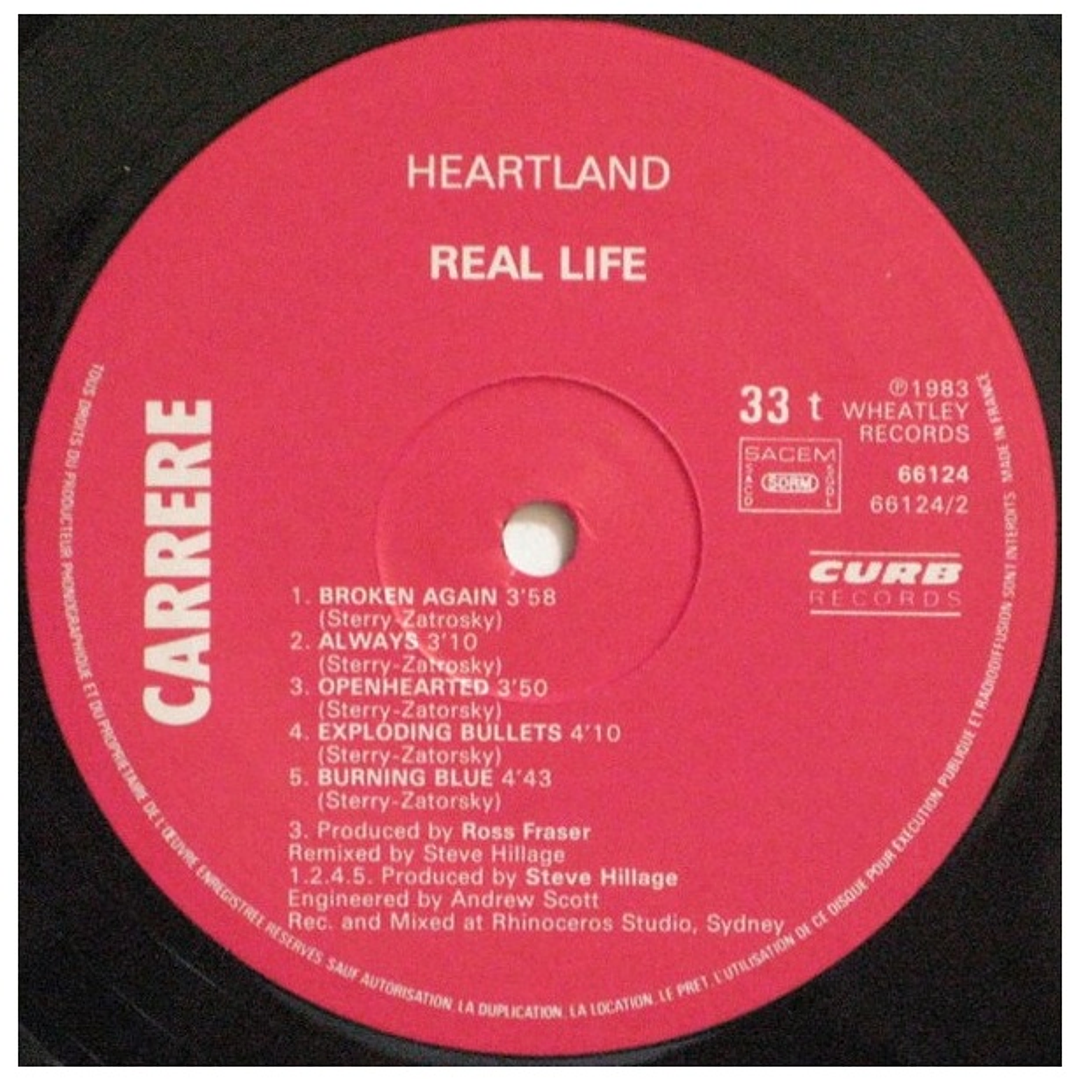 HEARTLAND
REAL LIFE
CARRERE
33 t
℗1983
WHEATLEY
RECORDS
SACEM
SACD
SDRM
SGDL
66124
66124/2
CURB
RECORDS
1. BROKEN AGAIN 3'58
(Sterry-Zatrosky)
2. ALWAYS 3'10
(Sterry-Zatrosky)
3. OPENHEARTED 3'50
(Sterry-Zatorsky)
4. EXPLODING BULLETS 4'10
(Sterry-Zatorsky)
5. BURNING BLUE 4'43
(Sterry-Zatorsky)
3. Produced by Ross Fraser
Remixed by Steve Hillage
1.2.4.5. Produced by Steve Hillage
Engineered by Andrew Scott
Rec. and Mixed at Rhinoceros Studio, Sydney
TOUS DROITS DU PRODUCTEUR PHONOGRAPHIQUE ET DU PROPRIETAIRE DE L'ŒUVRE ENREGISTREE RESERVES. SAUF AUTORISATION. LA DUPLICATION. LA LOCATION. LE PRET. L'UTILISATION DE CE DISQUE POUR EXECUTION PUBLIQUE ET RADIODIFFUSION SONT INTERDITS. MADE IN FRANCE